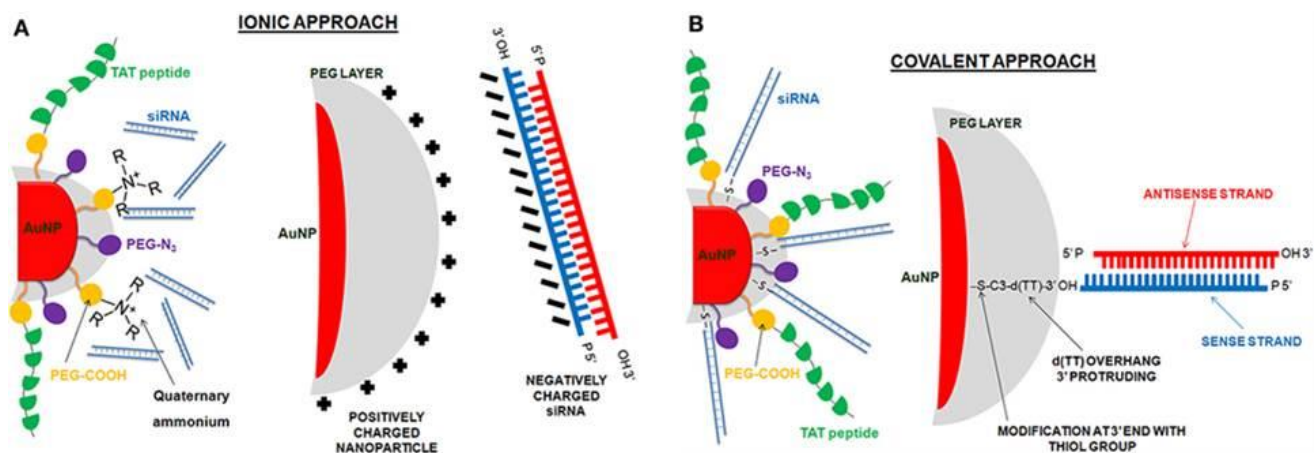 A
IONIC APPROACH
TAT peptide
siRNA
R
N+
R
R
AuNP
PEG-N3
R
N+
R
R
PEG-COOH
Quaternary
ammonium
PEG LAYER
AuNP
POSITIVELY
CHARGED
NANOPARTICLE
3' OH
5' P
P 5'
OH 3'
NEGATIVELY
CHARGED
siRNA
B
COVALENT APPROACH
siRNA
PEG-N3
-S-
-S-
-S-
-S-
AuNP
PEG-COOH
TAT peptide
PEG LAYER
AuNP
-S-C3-d(TT)-3' OH
ANTISENSE STRAND
5' P
OH 3'
P 5'
SENSE STRAND
d(TT) OVERHANG
3' PROTRUDING
MODIFICATION AT 3' END WITH
THIOL GROUP